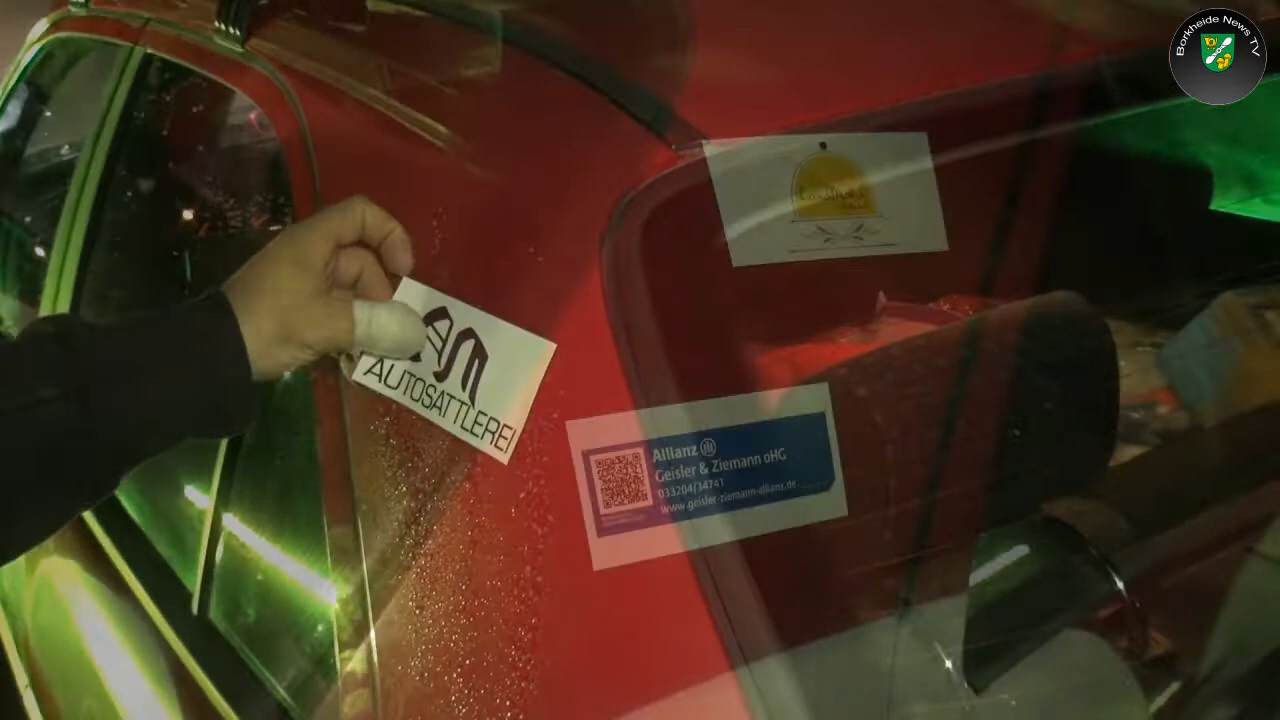 Borkheide News TV
AM
AUTOSATTLEREI
Allianz
Geisler & Ziemann oHG
033204/34741
www.geisler-ziemann-allianz.de